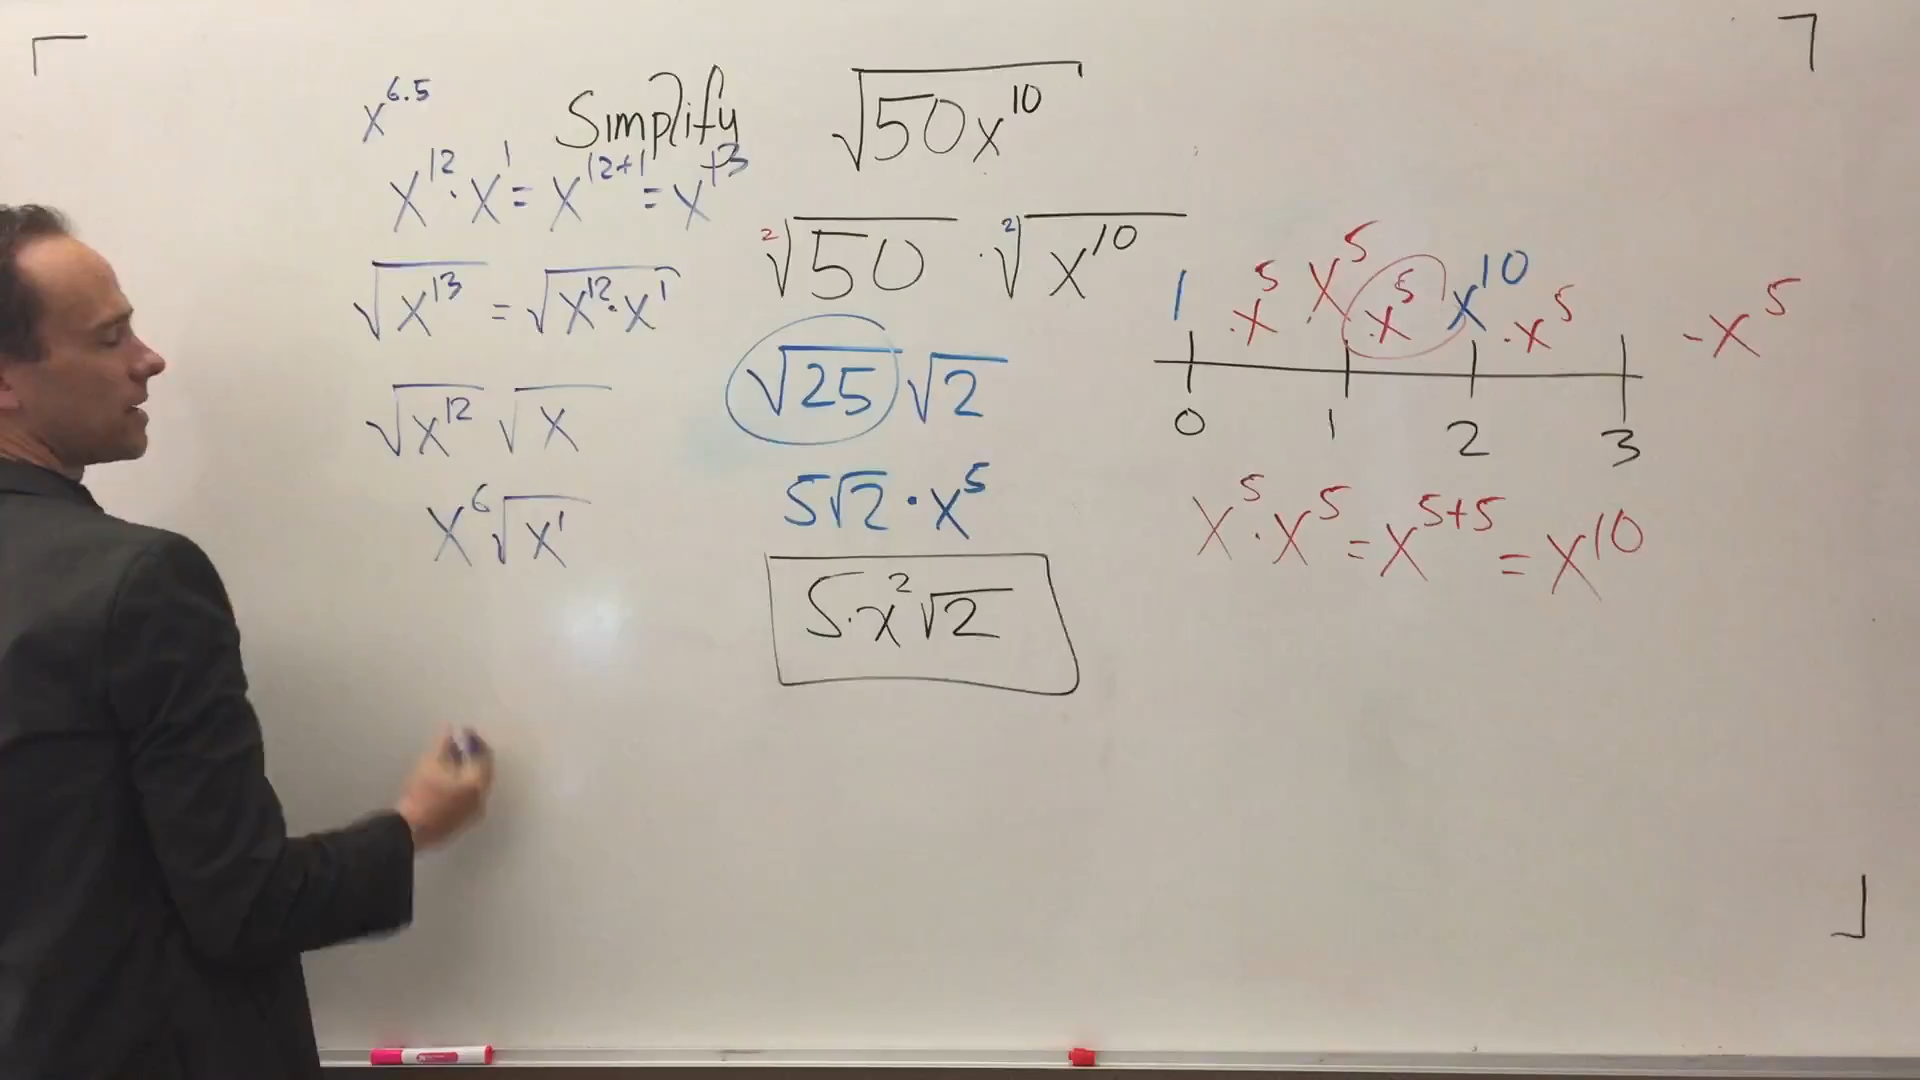 x^6.5
Simplify √50x^10
x^12 · x^1 = x^12+1 = x^13
²√50 · ²√x^10
√x^13 = √x^12 · x^1
1 · x^5 · x^5 · x^5 x^10 · x^5 · x^5
√25 √2
√x^12 √x
0 1 2 3
5√2 · x^5
x^6 √x^1
x^5 · x^5 = x^5+5 = x^10
5 · x^2 √2